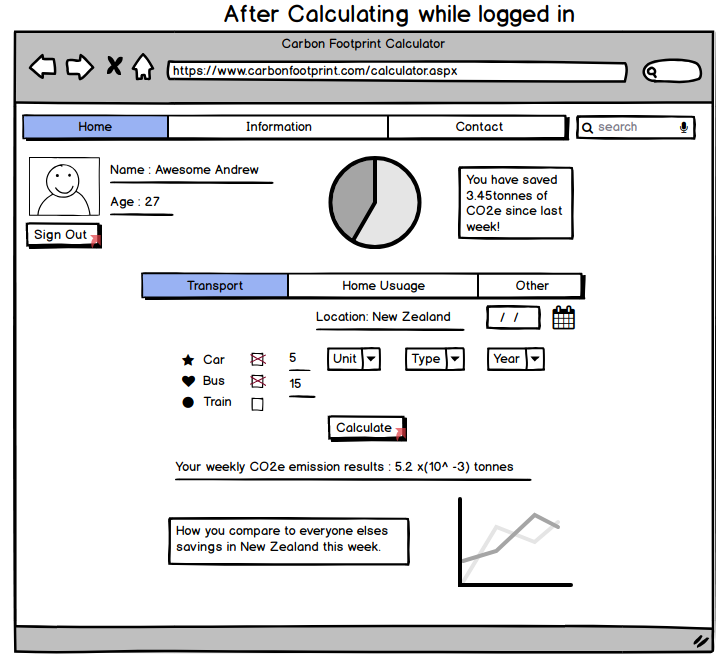 After Calculating while logged in
Carbon Footprint Calculator
https://www.carbonfootprint.com/calculator.aspx
Home Information Contact search
Name : Awesome Andrew
Age : 27
Sign Out
You have saved
3.45tonnes of
CO2e since last
week!
Transport Home Usuage Other
Location: New Zealand / /
Car 5 Unit Type Year
Bus 15
Train
Calculate
Your weekly CO2e emission results : 5.2 x(10^ -3) tonnes
How you compare to everyone elses
savings in New Zealand this week.